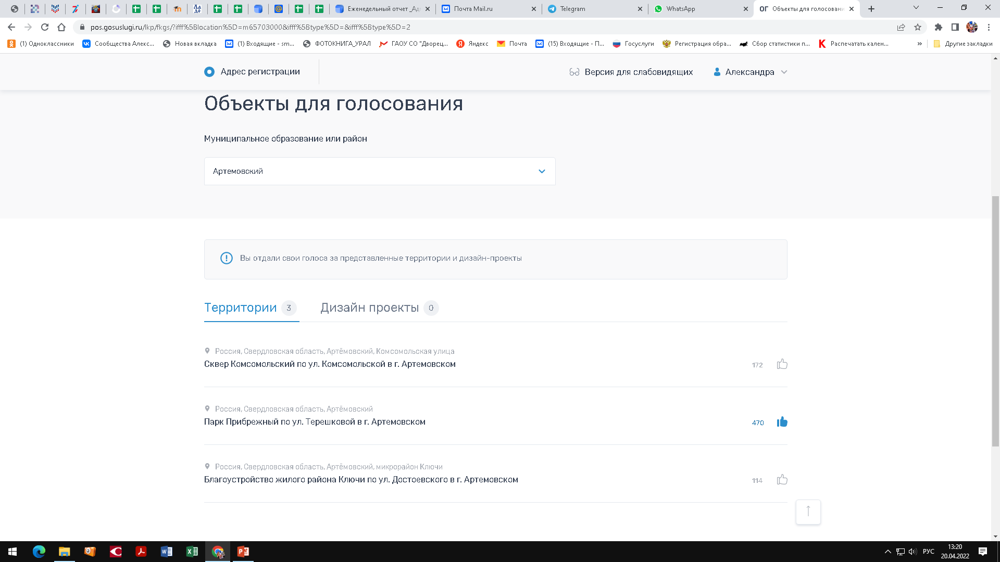 Еженедельный отчет _Ад
Почта Mail.ru
Telegram
WhatsApp
ОГ Объекты для голосовани
pos.gosuslugi.ru/lkp/fkgs/?ifff%5Blocation%5D=m65703000&ifff%5Btype%5D=&ifff%5Btype%5D=2
(1) Одноклассники
Сообщества Алекс...
Новая вкладка
(1) Входящие - sm...
ФОТОКНИГА_УРАЛ
ГАОУ СО "Дворец...
Яндекс
Почта
(15) Входящие - П...
Госуслуги
Регистрация обра...
Сбор статистики п...
Распечатать кален...
»
Другие закладки
Адрес регистрации
Версия для слабовидящих
Александра
Объекты для голосования
Муниципальное образование или район
Артемовский
Вы отдали свои голоса за представленные территории и дизайн-проекты
Территории 3
Дизайн проекты 0
Россия, Свердловская область, Артёмовский, Комсомольская улица
Сквер Комсомольский по ул. Комсомольской в г. Артемовском
172
Россия, Свердловская область, Артёмовский
Парк Прибрежный по ул. Терешковой в г. Артемовском
470
Россия, Свердловская область, Артёмовский, микрорайон Ключи
Благоустройство жилого района Ключи по ул. Достоевского в г. Артемовском
114
РУС
13:20
20.04.2022